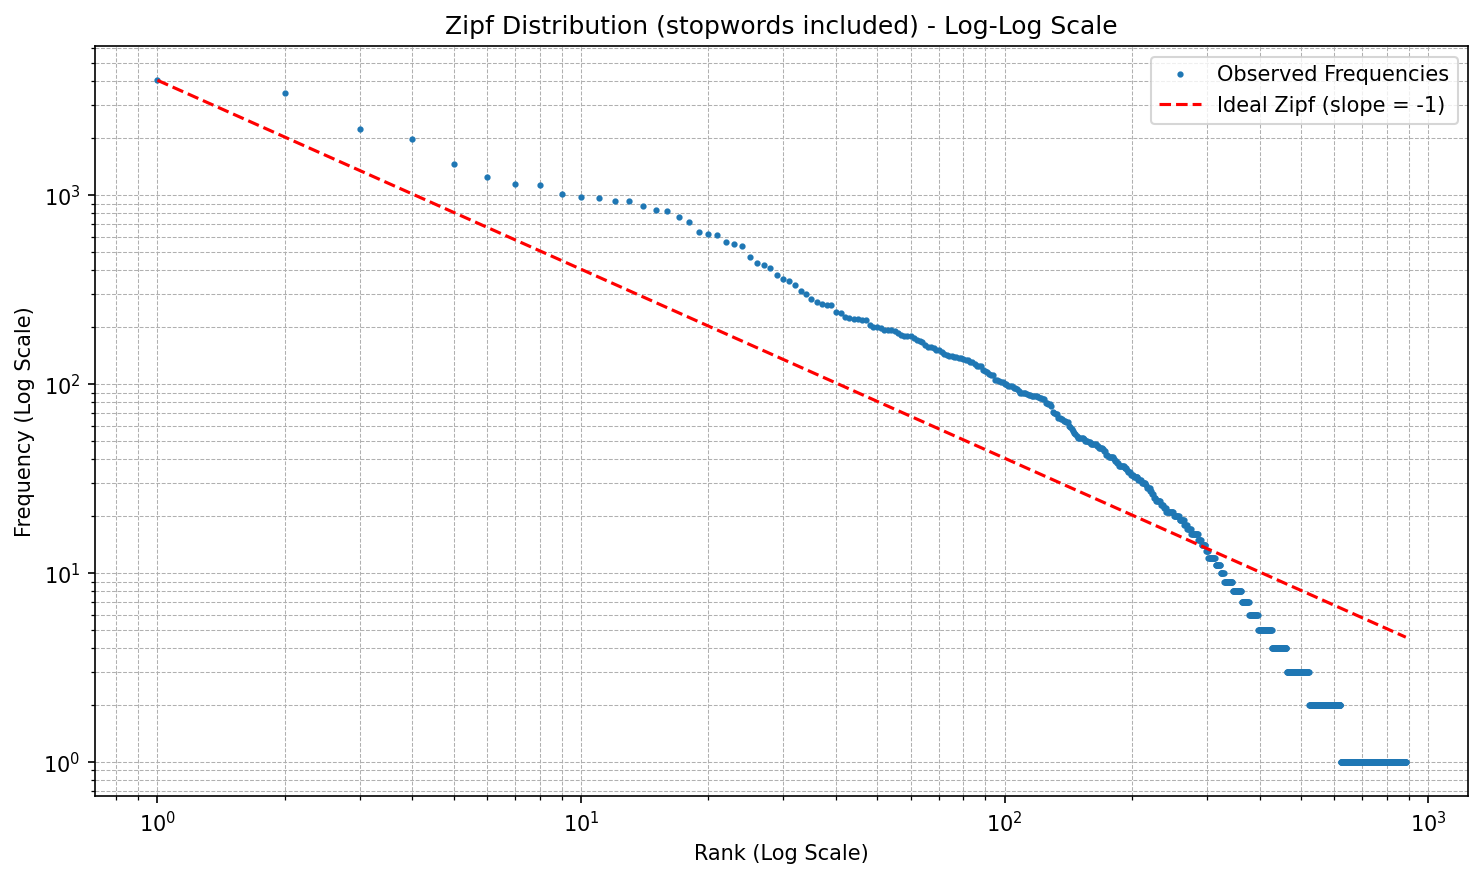 Zipf Distribution (stopwords included) - Log-Log Scale
Observed Frequencies
Ideal Zipf (slope = -1)
Frequency (Log Scale)
10³
10²
10¹
10⁰
10⁰ 10¹ 10² 10³
Rank (Log Scale)